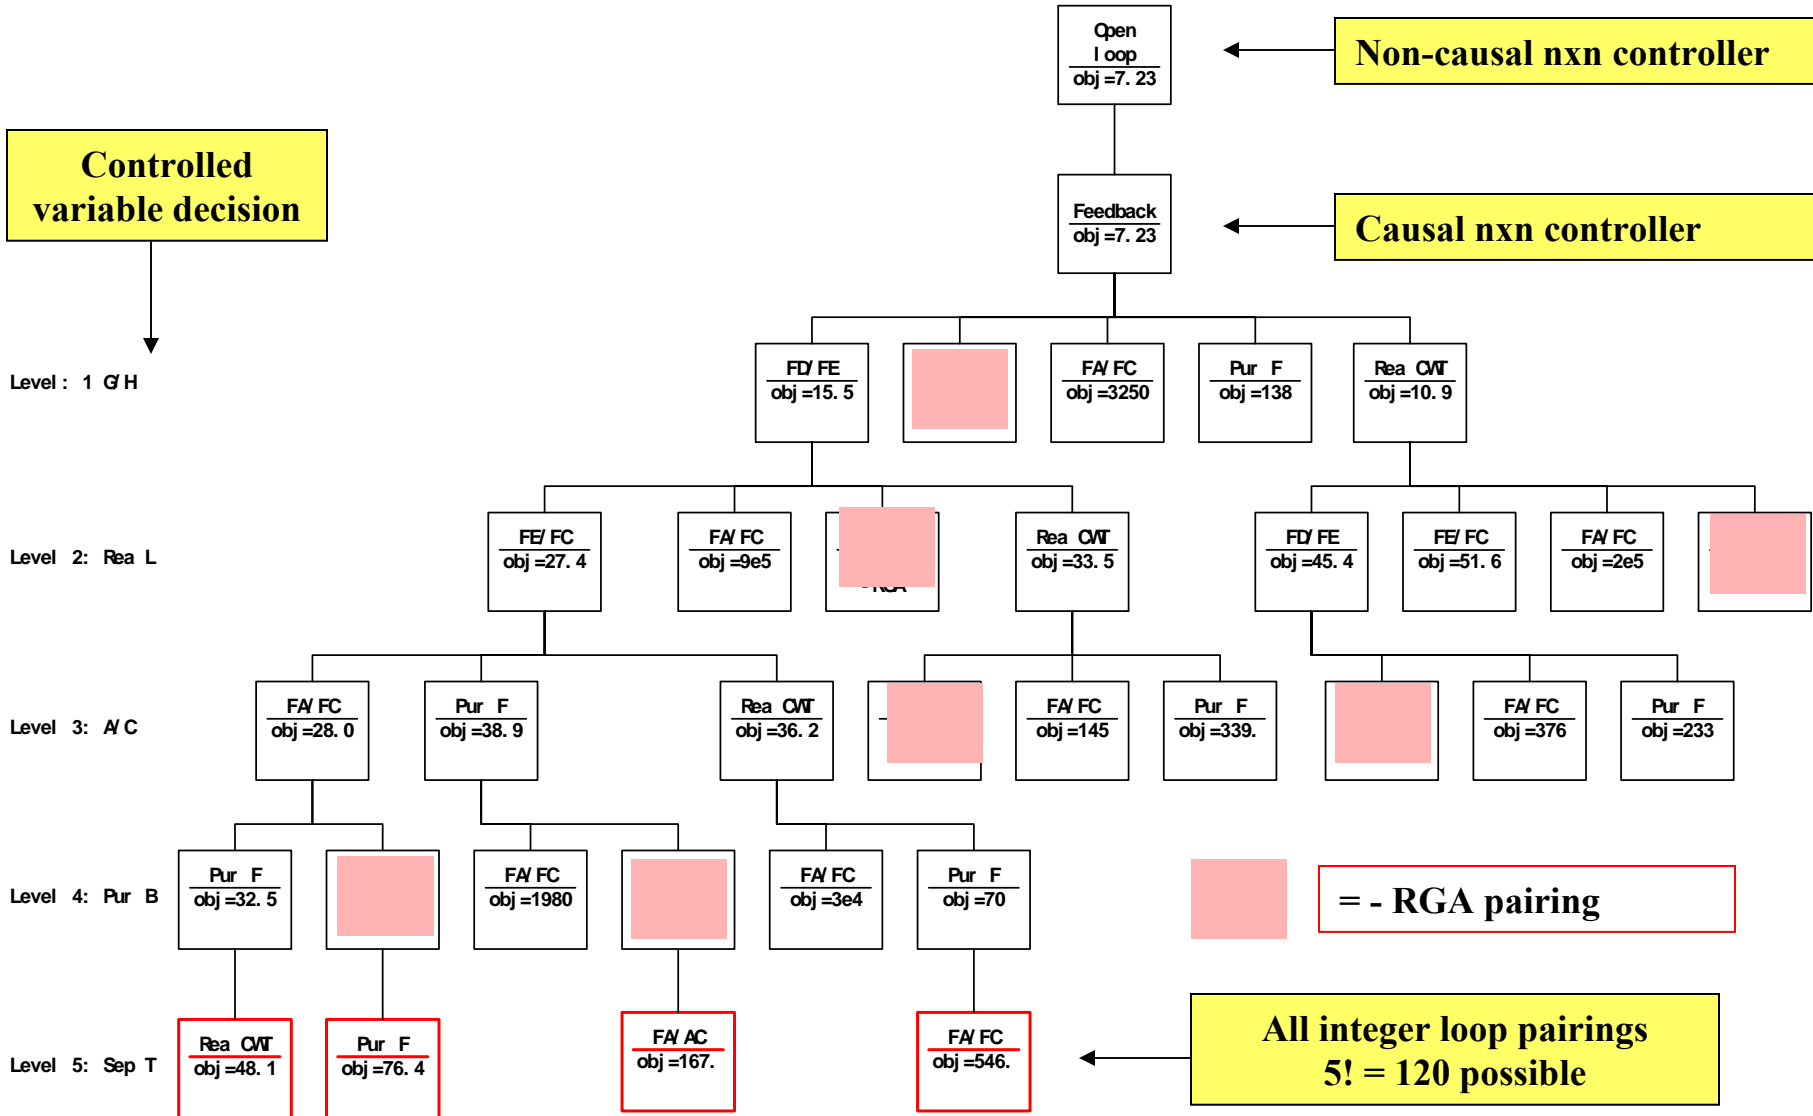 Open
loop
obj=7.23
Non-causal nxn controller
Controlled
variable decision
Feedback
obj=7.23
Causal nxn controller
Level: 1 G/H
FD/FE
obj=15.5
FA/FC
obj=3250
Pur F
obj=138
Rea CWT
obj=10.9
Level 2: Rea L
FE/FC
obj=27.4
FA/FC
obj=9e5
Rea CWT
obj=33.5
FD/FE
obj=45.4
FE/FC
obj=51.6
FA/FC
obj=2e5
Level 3: A/C
FA/FC
obj=28.0
Pur F
obj=38.9
Rea CWT
obj=36.2
FA/FC
obj=145
Pur F
obj=339.
FA/FC
obj=376
Pur F
obj=233
Level 4: Pur B
Pur F
obj=32.5
FA/FC
obj=1980
FA/FC
obj=3e4
Pur F
obj=70
= - RGA pairing
Level 5: Sep T
Rea CWT
obj=48.1
Pur F
obj=76.4
FA/AC
obj=167.
FA/FC
obj=546.
All integer loop pairings
5! = 120 possible